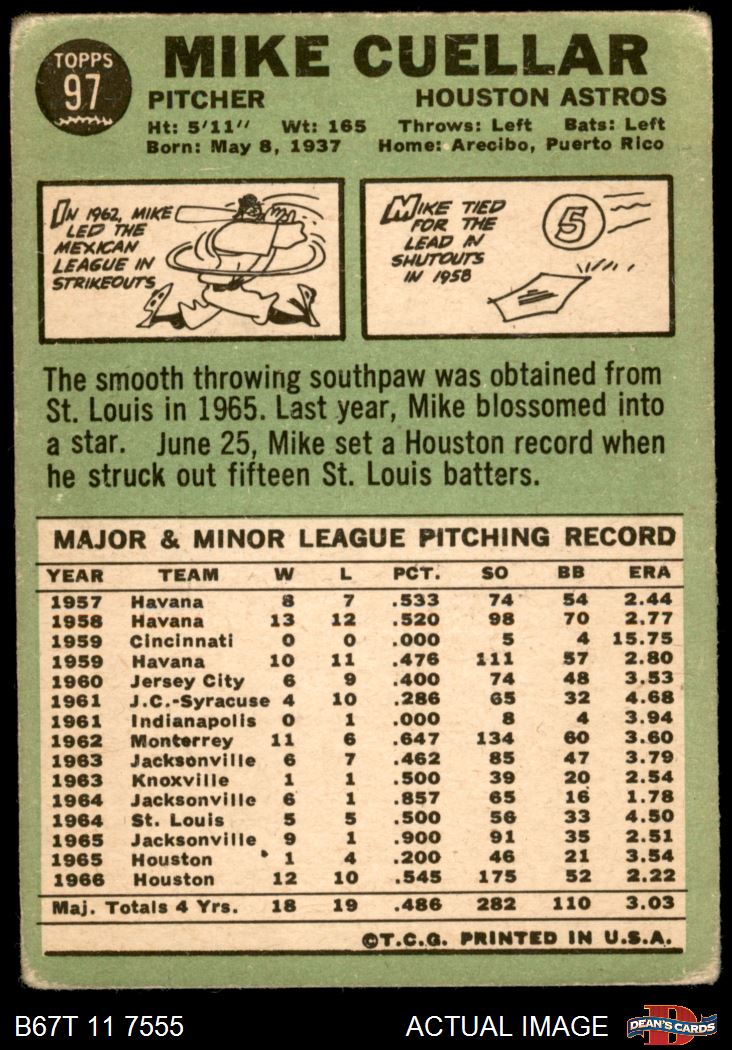 TOPPS
97
MIKE CUELLAR
PITCHER HOUSTON ASTROS
Ht: 5'11" Wt: 165 Throws: Left Bats: Left
Born: May 8, 1937 Home: Arecibo, Puerto Rico
IN 1962, MIKE
LED THE
MEXICAN
LEAGUE IN
STRIKEOUTS
MIKE TIED
FOR THE
LEAD IN
SHUTOUTS
IN 1958
5
The smooth throwing southpaw was obtained from
St. Louis in 1965. Last year, Mike blossomed into
a star. June 25, Mike set a Houston record when
he struck out fifteen St. Louis batters.
MAJOR & MINOR LEAGUE PITCHING RECORD
YEAR TEAM W L PCT. SO BB ERA
1957 Havana 8 7 .533 74 54 2.44
1958 Havana 13 12 .520 98 70 2.77
1959 Cincinnati 0 0 .000 5 4 15.75
1959 Havana 10 11 .476 111 57 2.80
1960 Jersey City 6 9 .400 74 48 3.53
1961 J.C.-Syracuse 4 10 .286 65 32 4.68
1961 Indianapolis 0 1 .000 8 4 3.94
1962 Monterrey 11 6 .647 134 60 3.60
1963 Jacksonville 6 7 .462 85 47 3.79
1963 Knoxville 1 1 .500 39 20 2.54
1964 Jacksonville 6 1 .857 65 16 1.78
1964 St. Louis 5 5 .500 56 33 4.50
1965 Jacksonville 9 1 .900 91 35 2.51
1965 Houston 1 4 .200 46 21 3.54
1966 Houston 12 10 .545 175 52 2.22
Maj. Totals 4 Yrs. 18 19 .486 282 110 3.03
©T.C.G. PRINTED IN U.S.A.
B67T 11 7555 ACTUAL IMAGE D DEAN'S CARDS